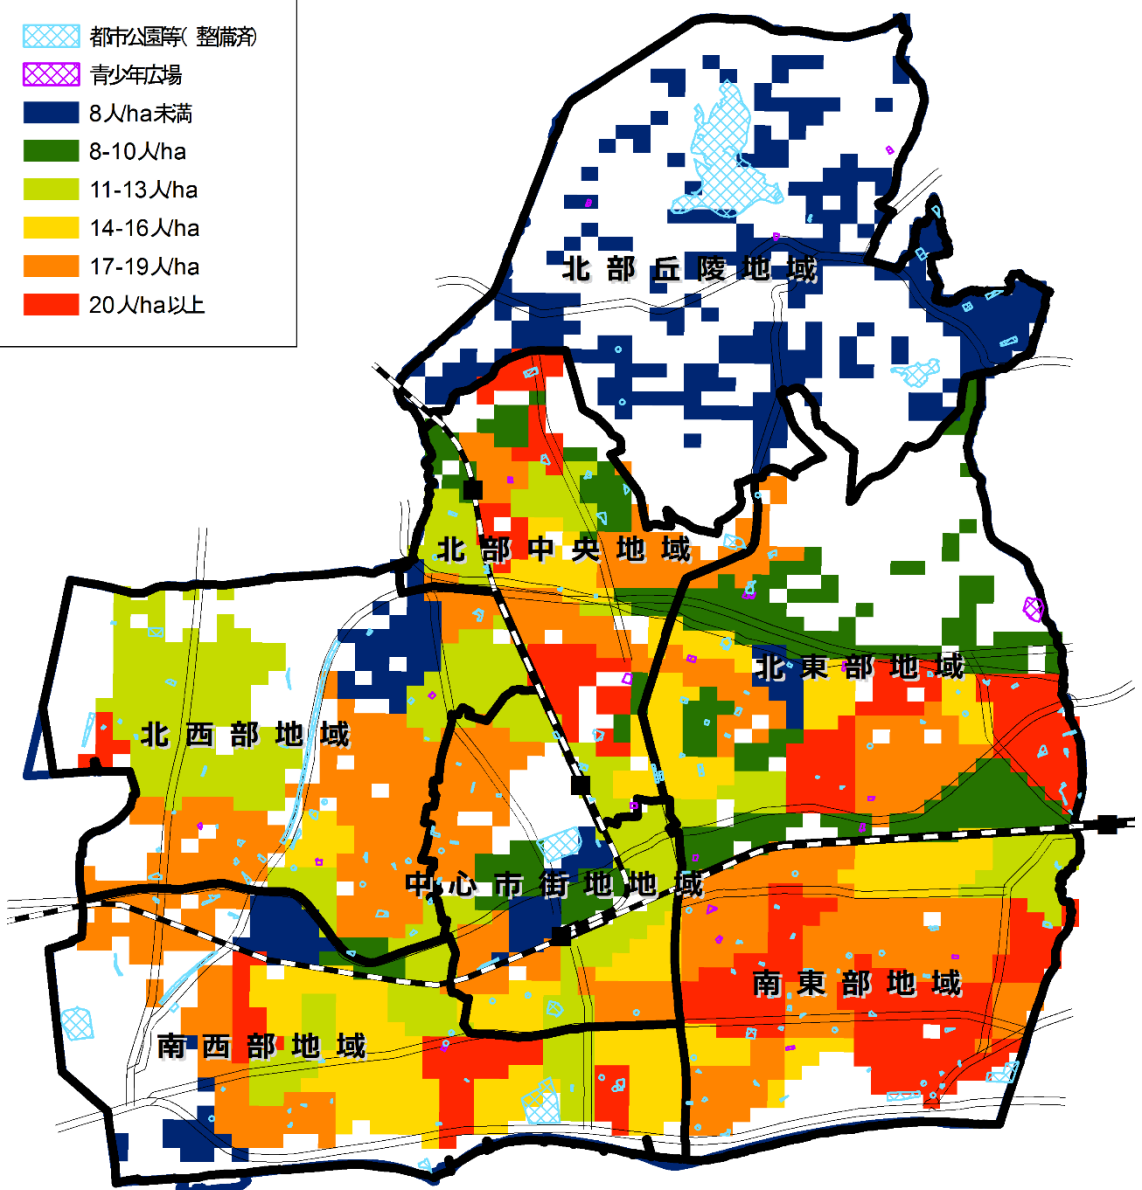 都市公園等( 整備済)
青少年広場
8人/ha未満
8-10人/ha
11-13人/ha
14-16人/ha
17-19人/ha
20人/ha以上
北部丘陵地域
北部中央地域
北東部地域
北西部地域
中心市街地地域
南東部地域
南西部地域